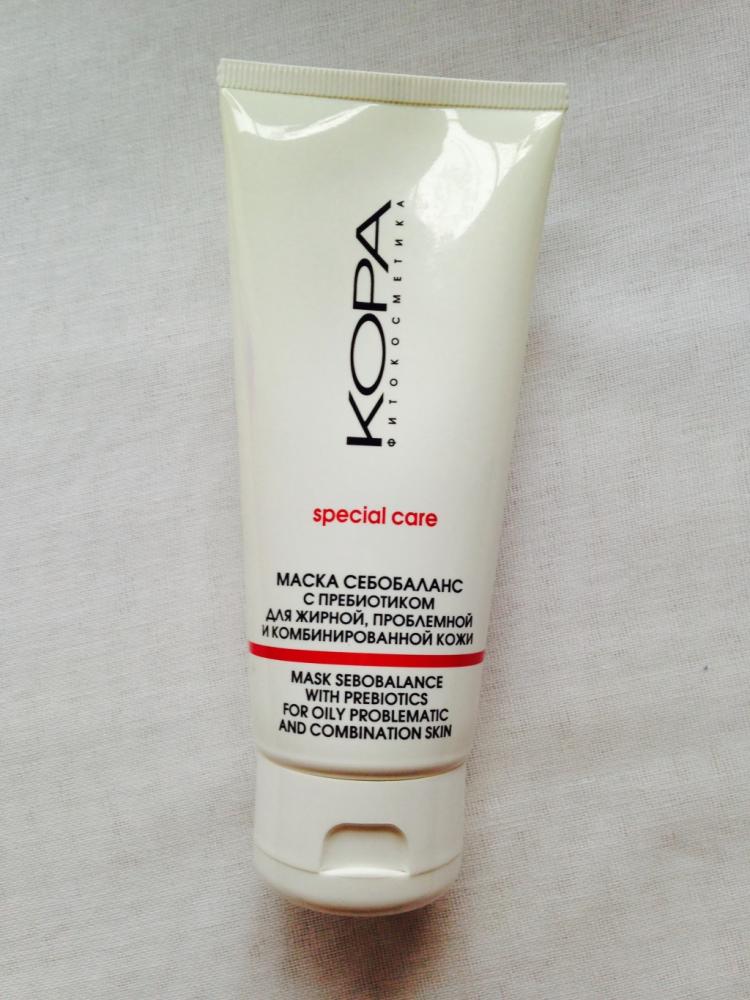 КОРА
ФИТОКОСМЕТИКА
special care
МАСКА СЕБОБАЛАНС
С ПРЕБИОТИКОМ
ДЛЯ ЖИРНОЙ, ПРОБЛЕМНОЙ
И КОМБИНИРОВАННОЙ КОЖИ
MASK SEBOBALANCE
WITH PREBIOTICS
FOR OILY PROBLEMATIC
AND COMBINATION SKIN